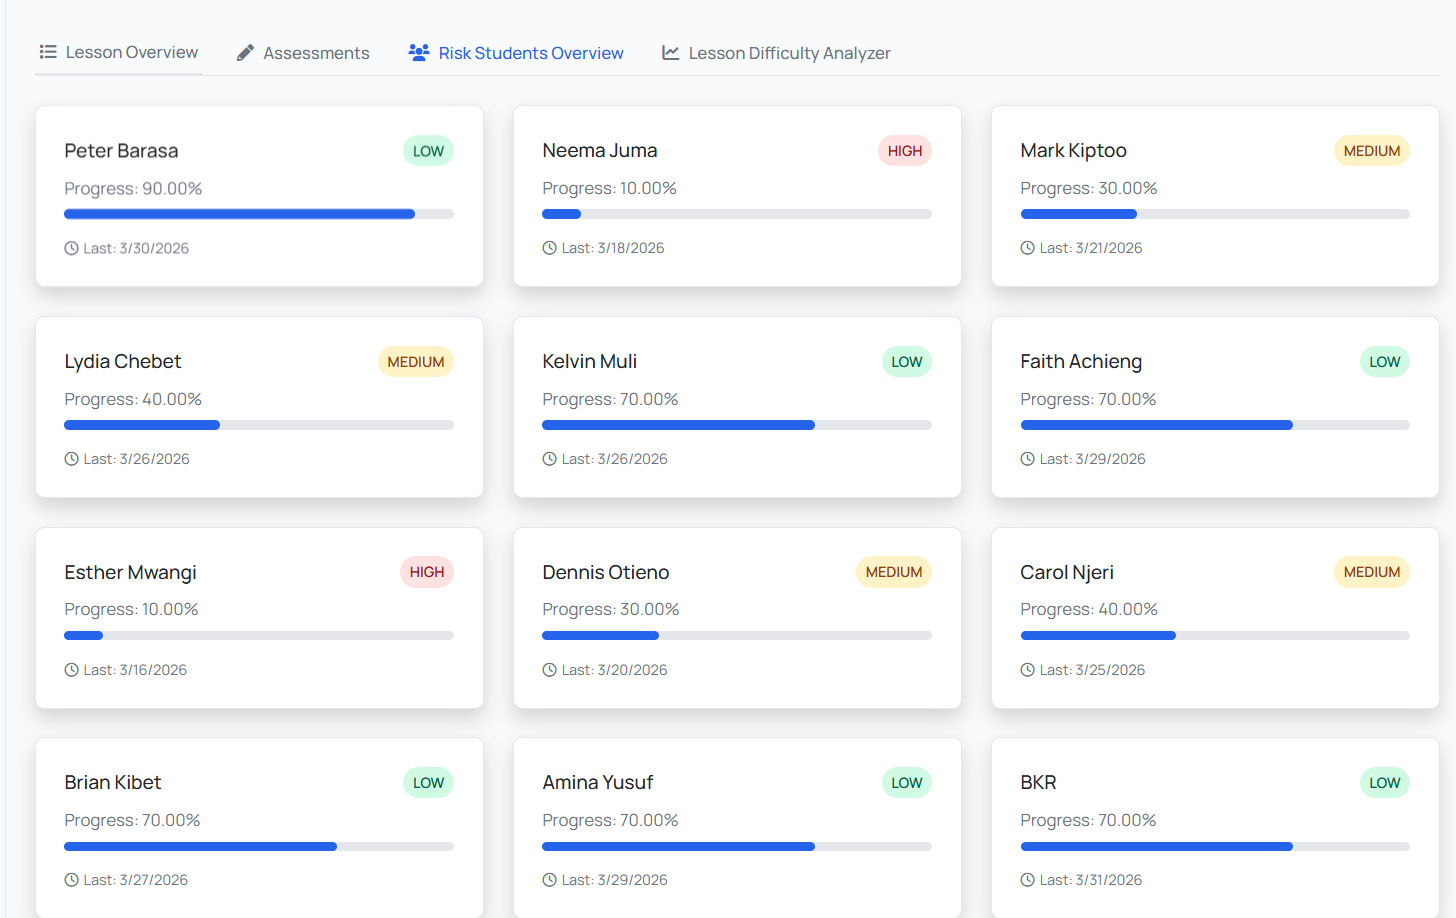 Lesson Overview Assessments Risk Students Overview Lesson Difficulty Analyzer
Peter Barasa LOW
Progress: 90.00%
Last: 3/30/2026
Neema Juma HIGH
Progress: 10.00%
Last: 3/18/2026
Mark Kiptoo MEDIUM
Progress: 30.00%
Last: 3/21/2026
Lydia Chebet MEDIUM
Progress: 40.00%
Last: 3/26/2026
Kelvin Muli LOW
Progress: 70.00%
Last: 3/26/2026
Faith Achieng LOW
Progress: 70.00%
Last: 3/29/2026
Esther Mwangi HIGH
Progress: 10.00%
Last: 3/16/2026
Dennis Otieno MEDIUM
Progress: 30.00%
Last: 3/20/2026
Carol Njeri MEDIUM
Progress: 40.00%
Last: 3/25/2026
Brian Kibet LOW
Progress: 70.00%
Last: 3/27/2026
Amina Yusuf LOW
Progress: 70.00%
Last: 3/29/2026
BKR LOW
Progress: 70.00%
Last: 3/31/2026